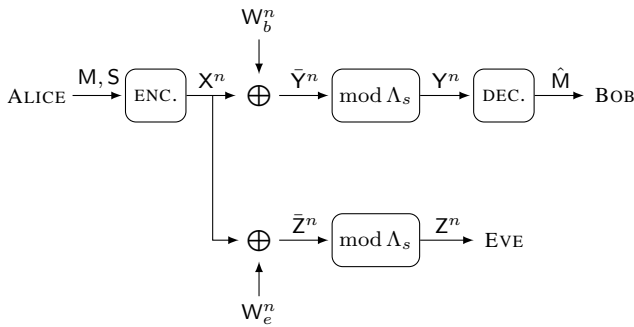 W_b^n
ALICE M, S ENC. X^n ⊕ Ȳ^n mod Λ_s Y^n DEC. M̂ BOB
⊕ Z̄^n mod Λ_s Z^n EVE
W_e^n